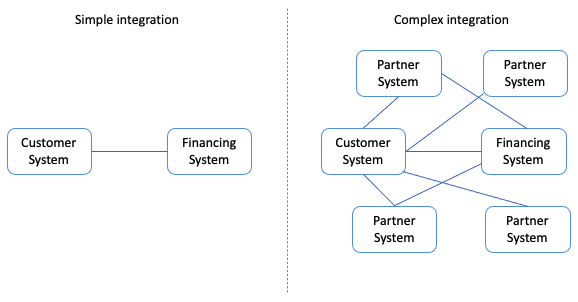 Simple integration
Customer
System
Financing
System
Complex integration
Partner
System
Partner
System
Customer
System
Financing
System
Partner
System
Partner
System